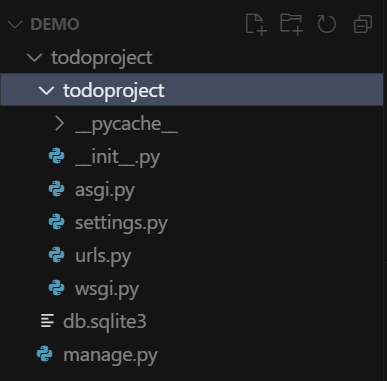 DEMO
todoproject
todoproject
__pycache__
__init__.py
asgi.py
settings.py
urls.py
wsgi.py
db.sqlite3
manage.py